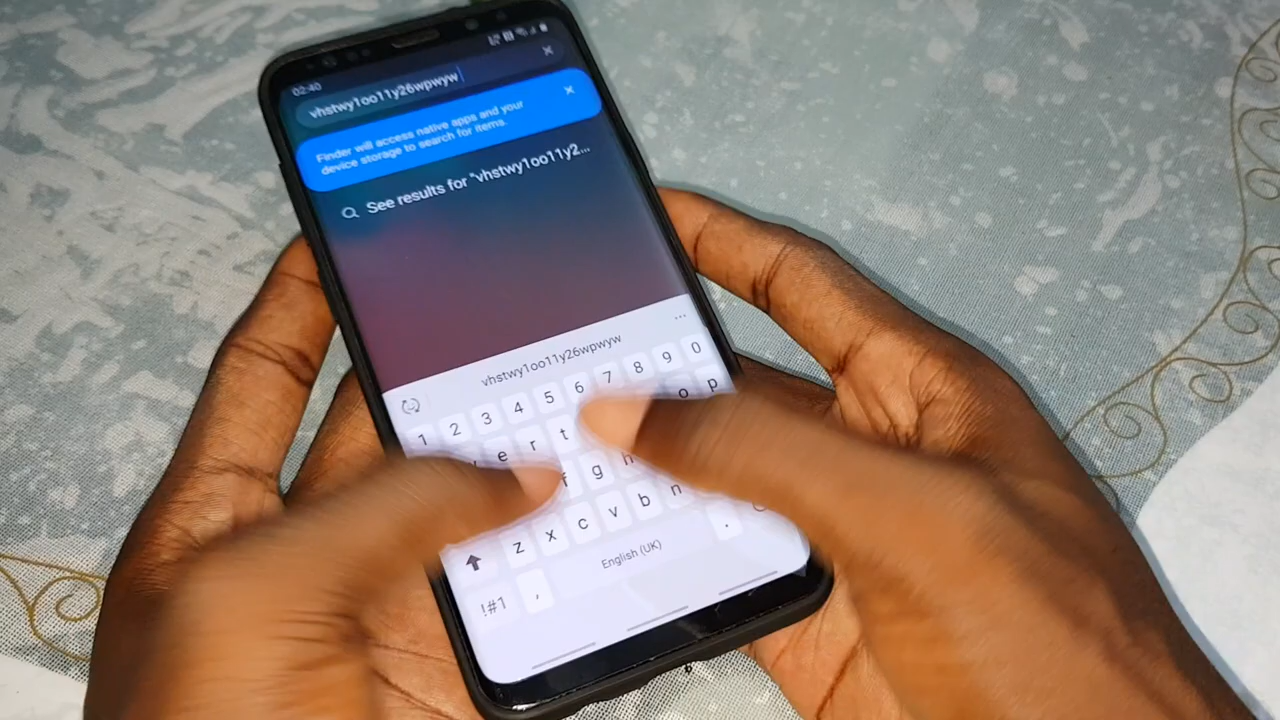 02:40
vhstwy1oo11y26wpwyw
Finder will access native apps and your
device storage to search for items.
See results for "vhstwy1oo11y2...
vhstwy1oo11y26wpwyw
1 2 3 4 5 6 7 8 9 0
e r t o p
f g h
z x c v b n
!#1 , English (UK) .